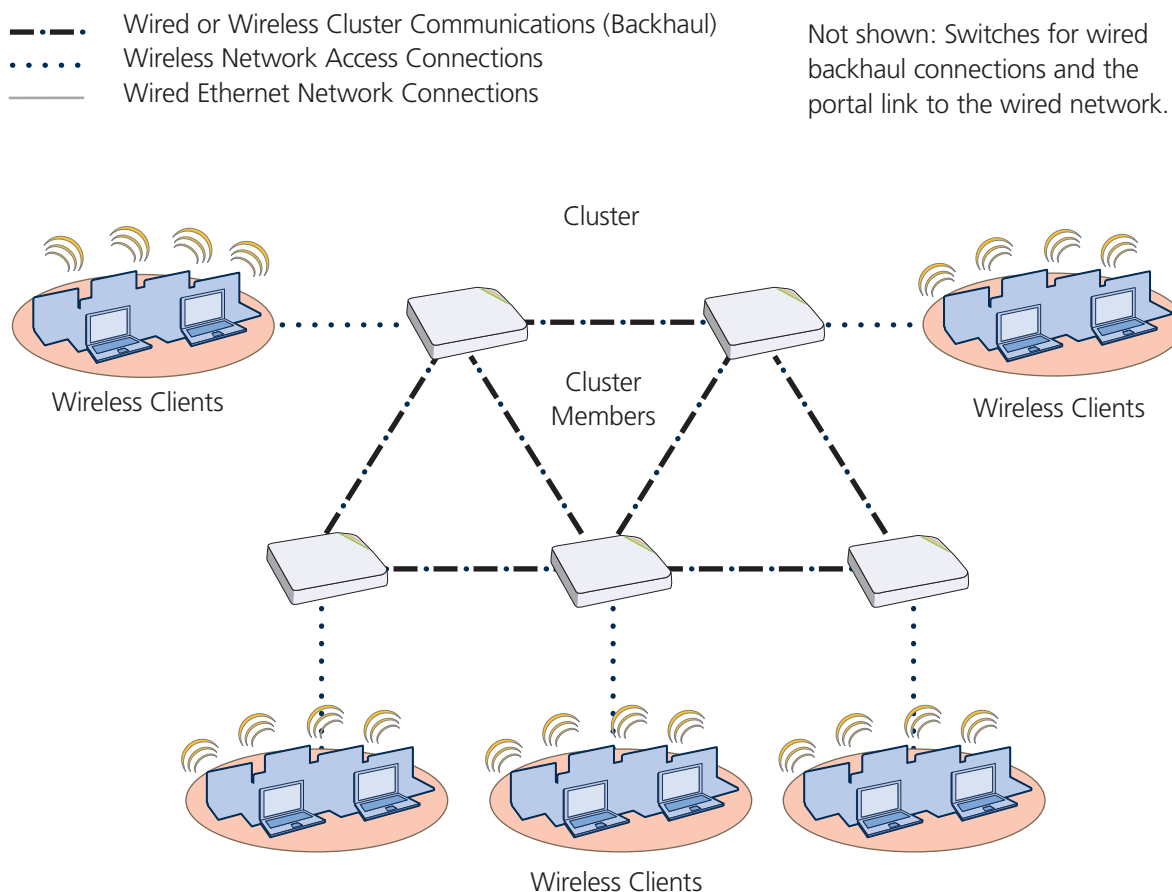 Wired or Wireless Cluster Communications (Backhaul)
Wireless Network Access Connections
Wired Ethernet Network Connections
Not shown: Switches for wired
backhaul connections and the
portal link to the wired network.
Cluster
Wireless Clients
Cluster
Members
Wireless Clients
Wireless Clients